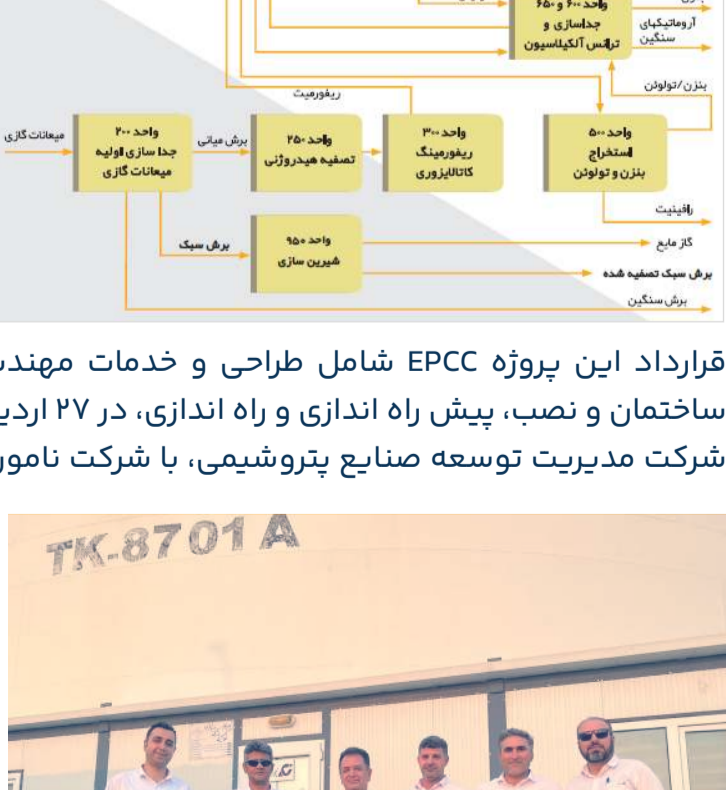 واحد ۶۰۰ و ۶۵۰
جداسازی و
ترانس آلکیلاسیون
آروماتیکهای
سنگین
بنزن/تولوئن
ریفورمیت
میعانات گازی
واحد ۲۰۰
جدا سازی اولیه
میعانات گازی
برش میانی
واحد ۲۵۰
تصفیه هیدروژنی
واحد ۳۰۰
ریفورمینگ
کاتالایزوری
واحد ۵۰۰
استخراج
بنزن و تولوئن
رافینیت
برش سبک
واحد ۹۵۰
شیرین سازی
گاز مایع
برش سبک تصفیه شده
برش سنگین
قرارداد این پروژه EPCC شامل طراحی و خدمات مهند
ساختمان و نصب، پیش راه اندازی و راه اندازی، در ۲۷ اردی
شرکت مدیریت توسعه صنایع پتروشیمی، با شرکت نامور
TK-8701A